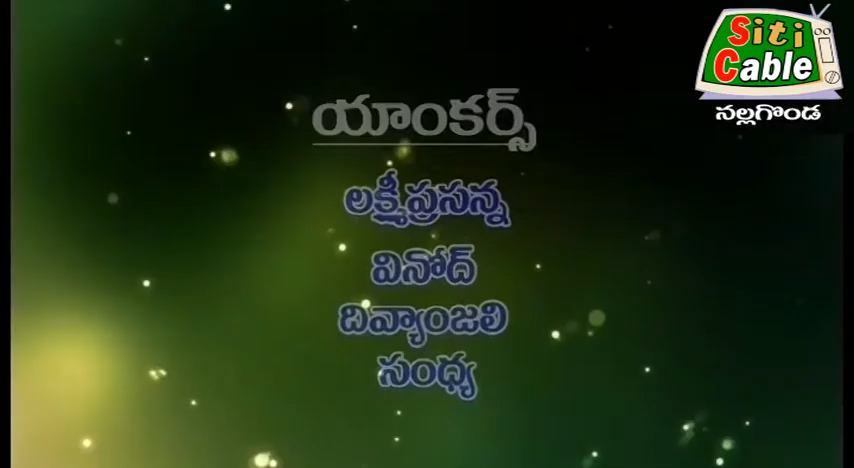 Siti
Cable
నల్లగొండ
యాంకర్స్
లక్ష్మీప్రసన్న
వినోద్
దివ్యాంజలి
సంధ్య